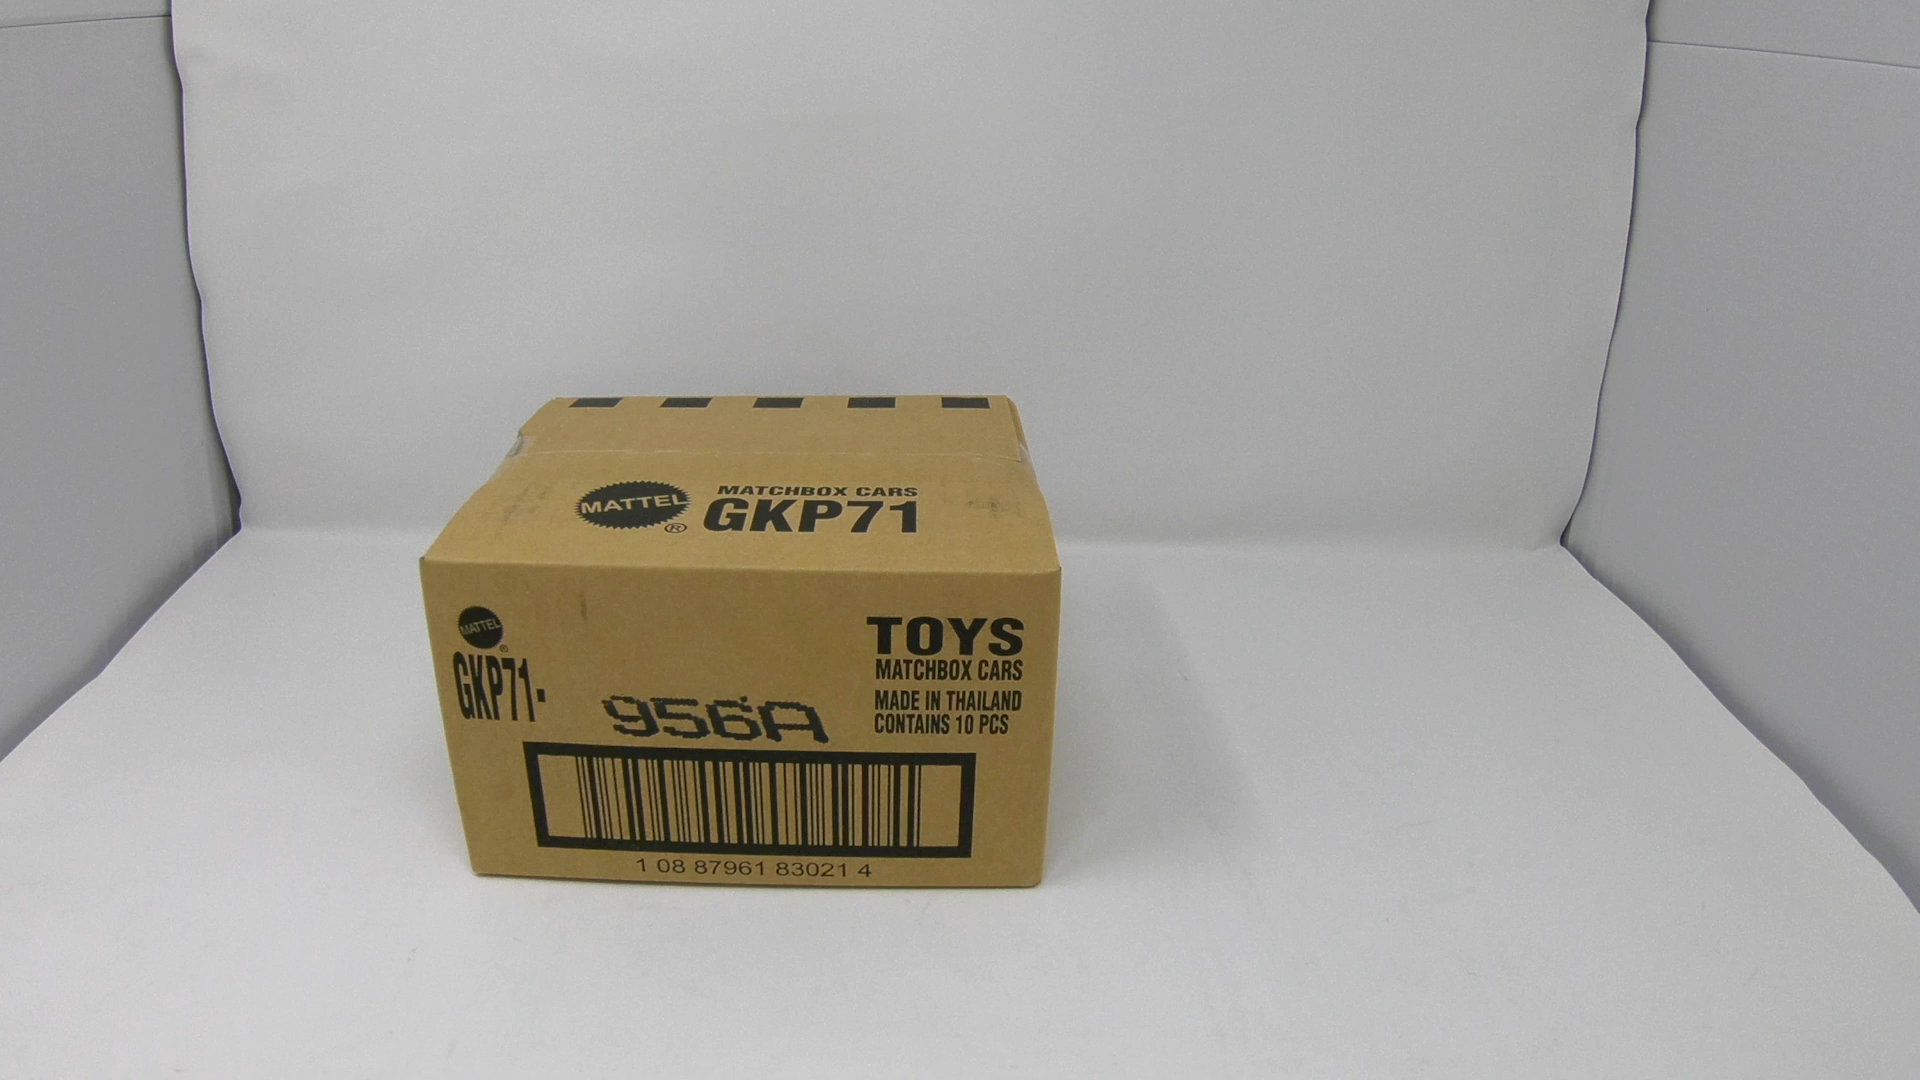 MATTEL
®
MATCHBOX CARS
GKP71
MATTEL
®
GKP71-
956A
TOYS
MATCHBOX CARS
MADE IN THAILAND
CONTAINS 10 PCS
1 08 87961 83021 4